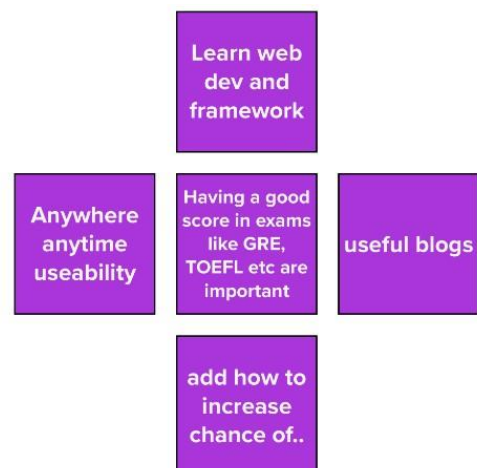 Learn web
dev and
framework
Anywhere
anytime
useability
Having a good
score in exams
like GRE,
TOEFL etc are
important
useful blogs
add how to
increase
chance of..